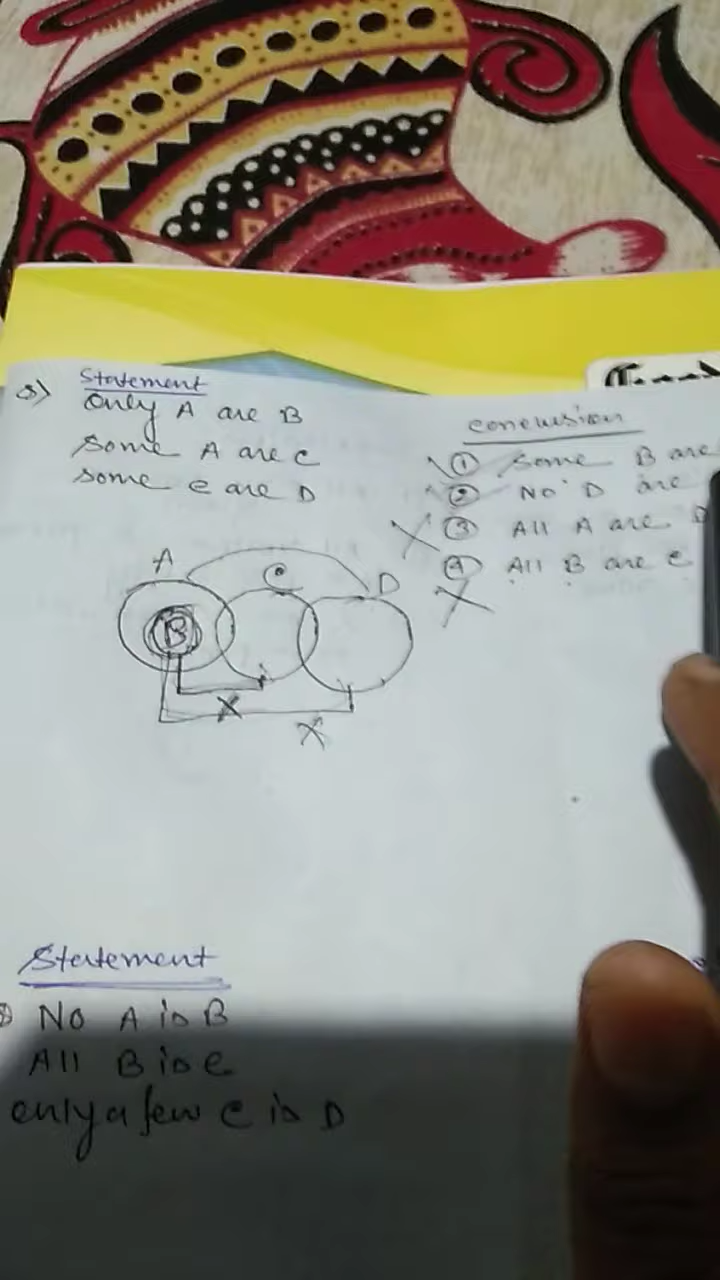 Statement
Only A are B
Some A are C
Some C are D
Conclusion
① Some B are
② No D are
③ All A are D
④ All B are C
A
B
C
D
Statement
No A is B
All B is C
Only a few C is D